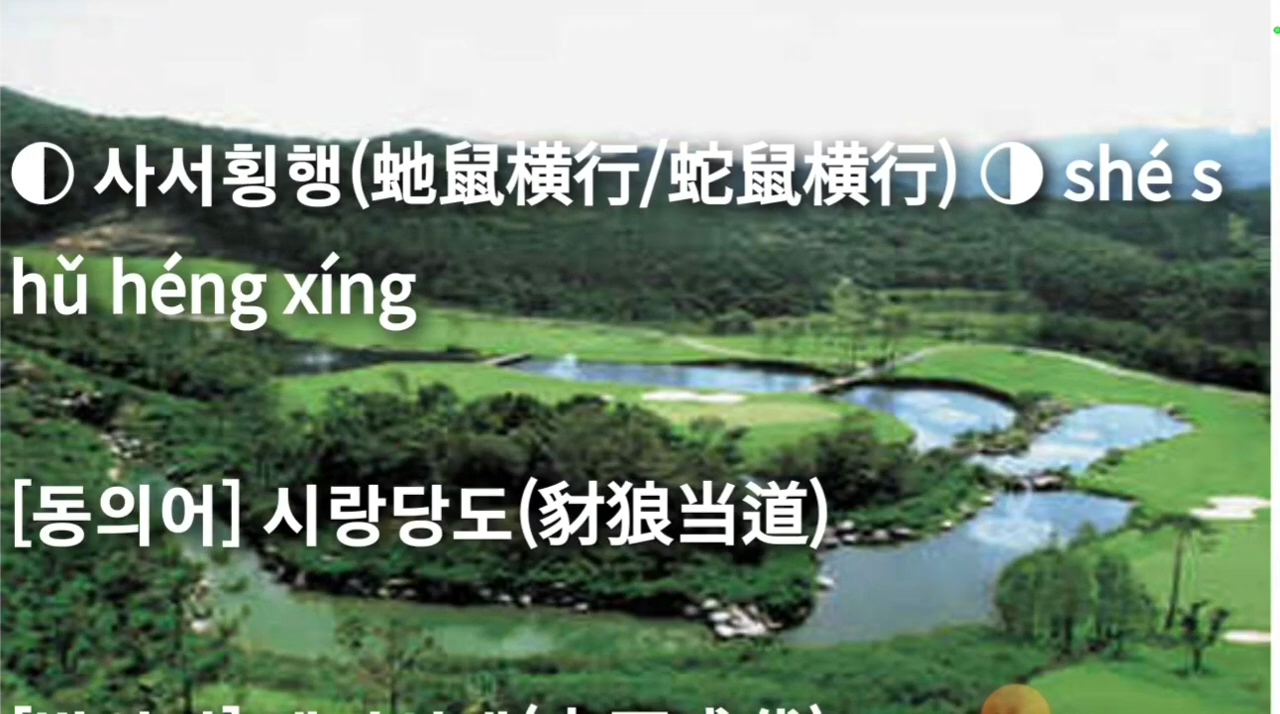 ◐ 사서횡행(虵鼠橫行/蛇鼠横行) ◑ shé s
hǔ héng xíng
[동의어] 시랑당도(豺狼当道)